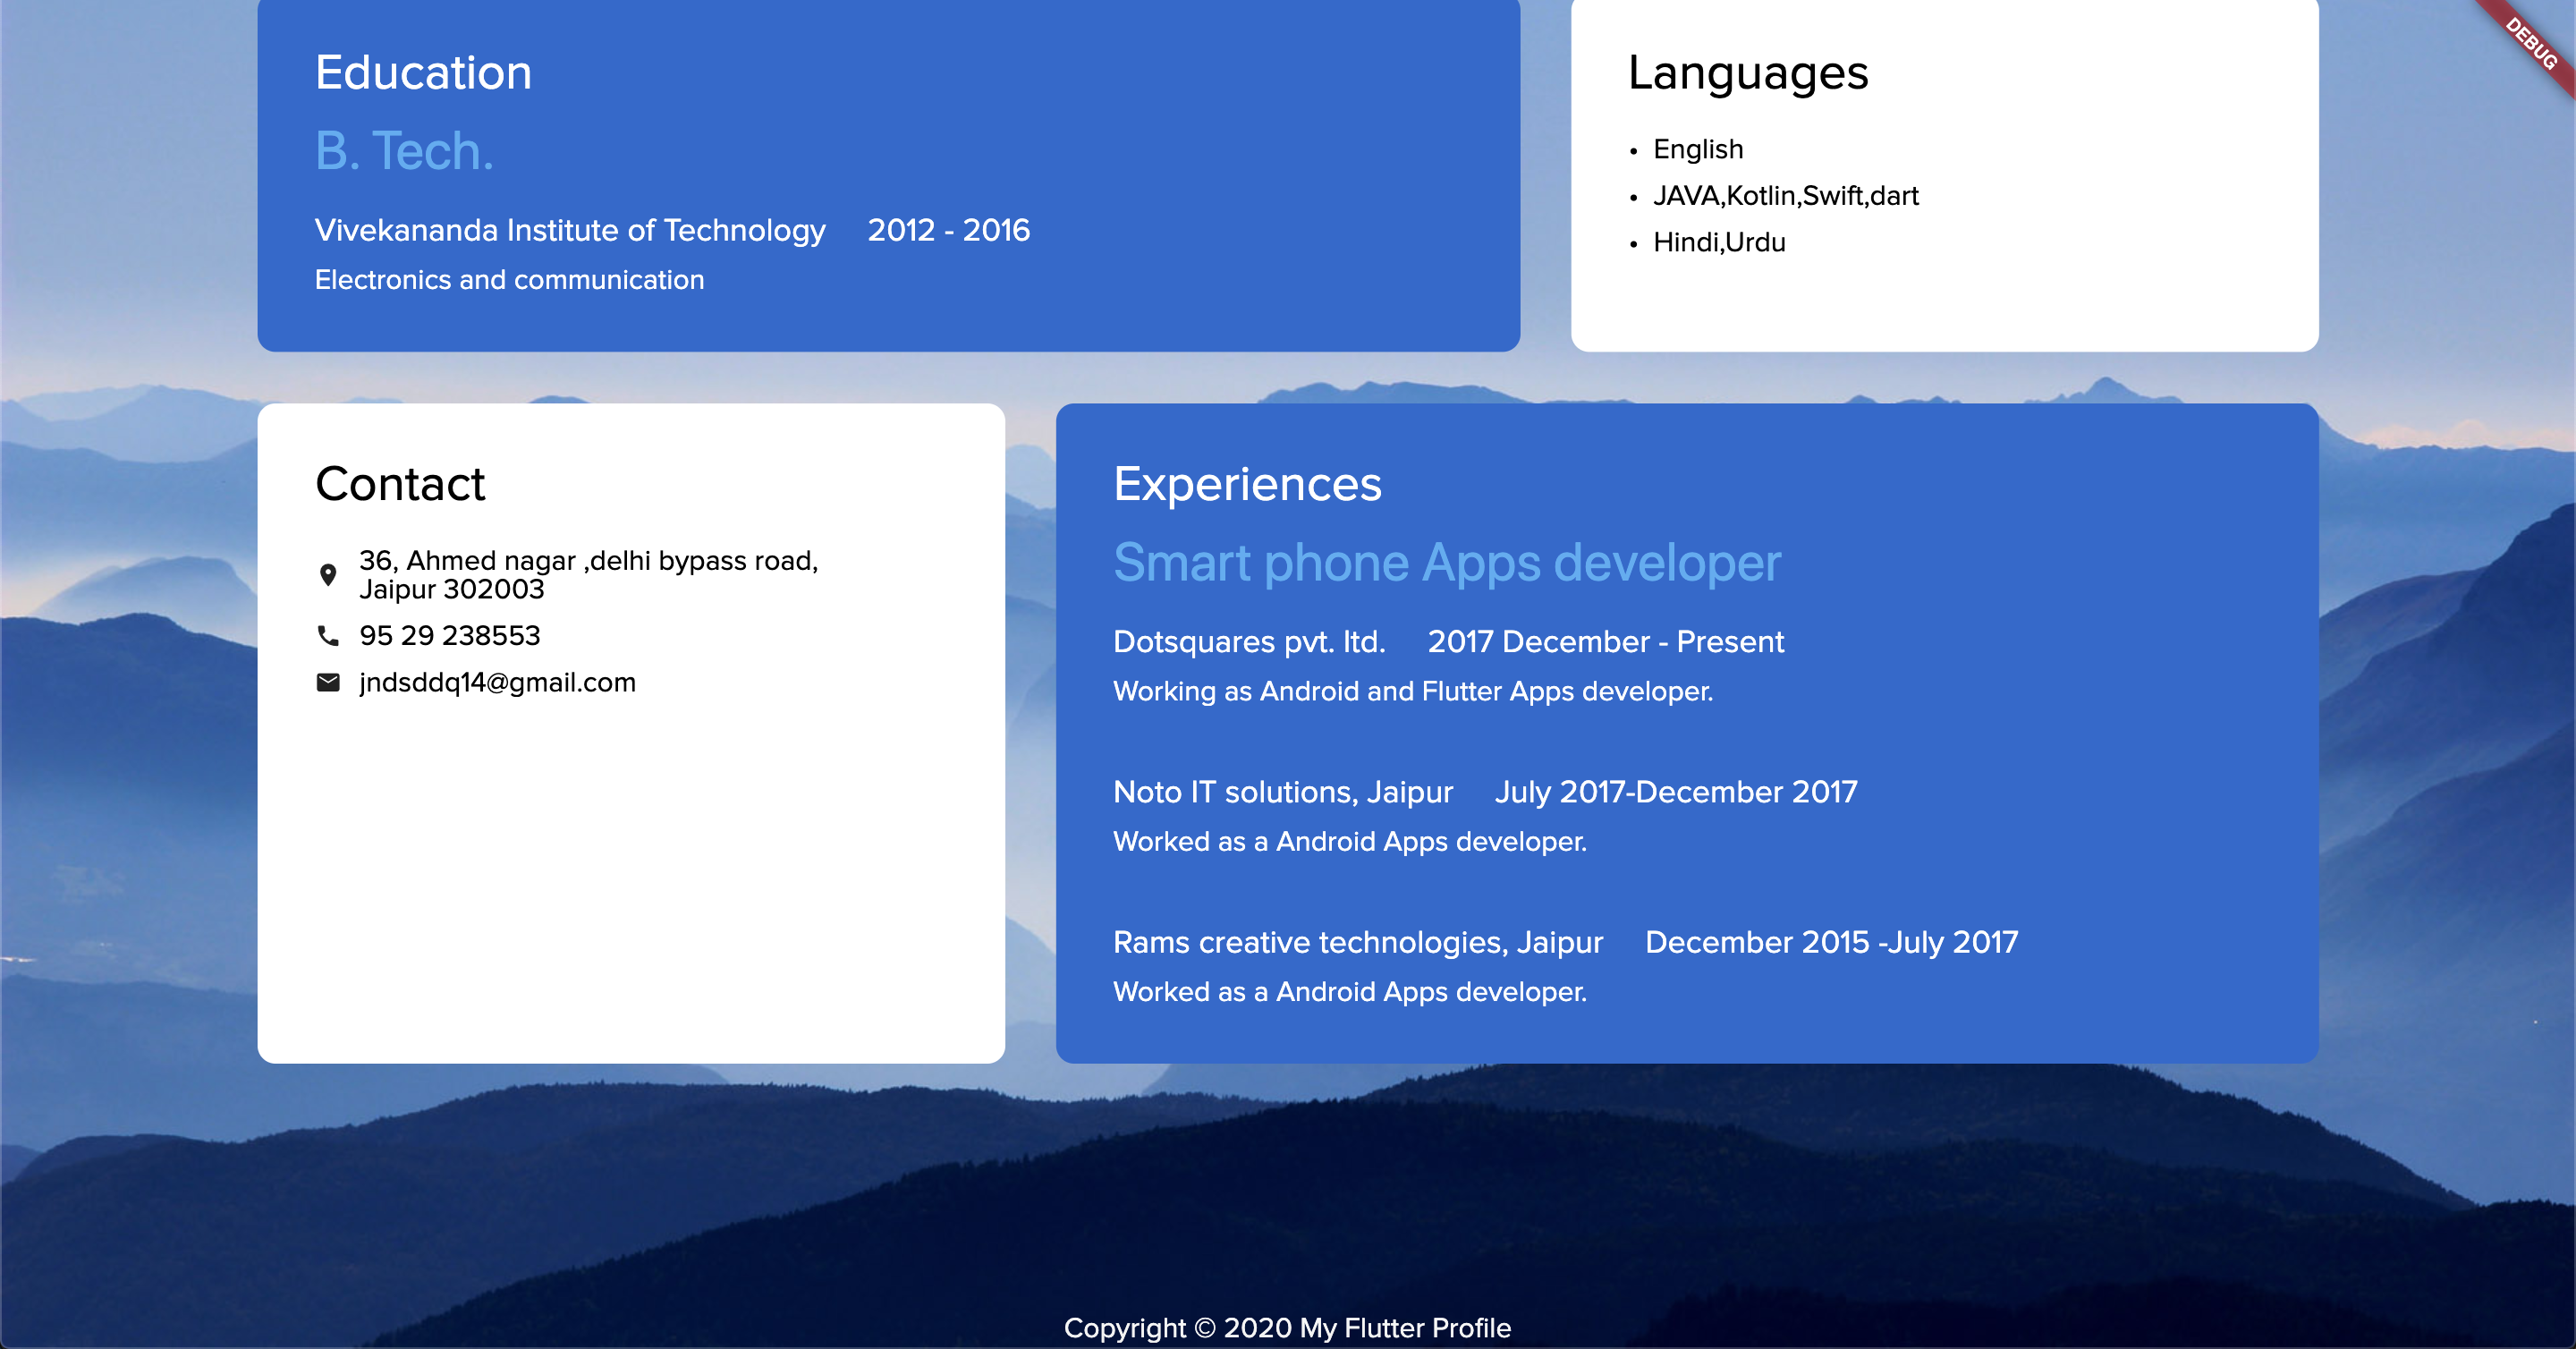 DEBUG
Education
B. Tech.
Vivekananda Institute of Technology 2012 - 2016
Electronics and communication
Languages
• English
• JAVA,Kotlin,Swift,dart
• Hindi,Urdu
Contact
36, Ahmed nagar ,delhi bypass road,
Jaipur 302003
95 29 238553
jndsddq14@gmail.com
Experiences
Smart phone Apps developer
Dotsquares pvt. ltd. 2017 December - Present
Working as Android and Flutter Apps developer.
Noto IT solutions, Jaipur July 2017-December 2017
Worked as a Android Apps developer.
Rams creative technologies, Jaipur December 2015 -July 2017
Worked as a Android Apps developer.
Copyright © 2020 My Flutter Profile